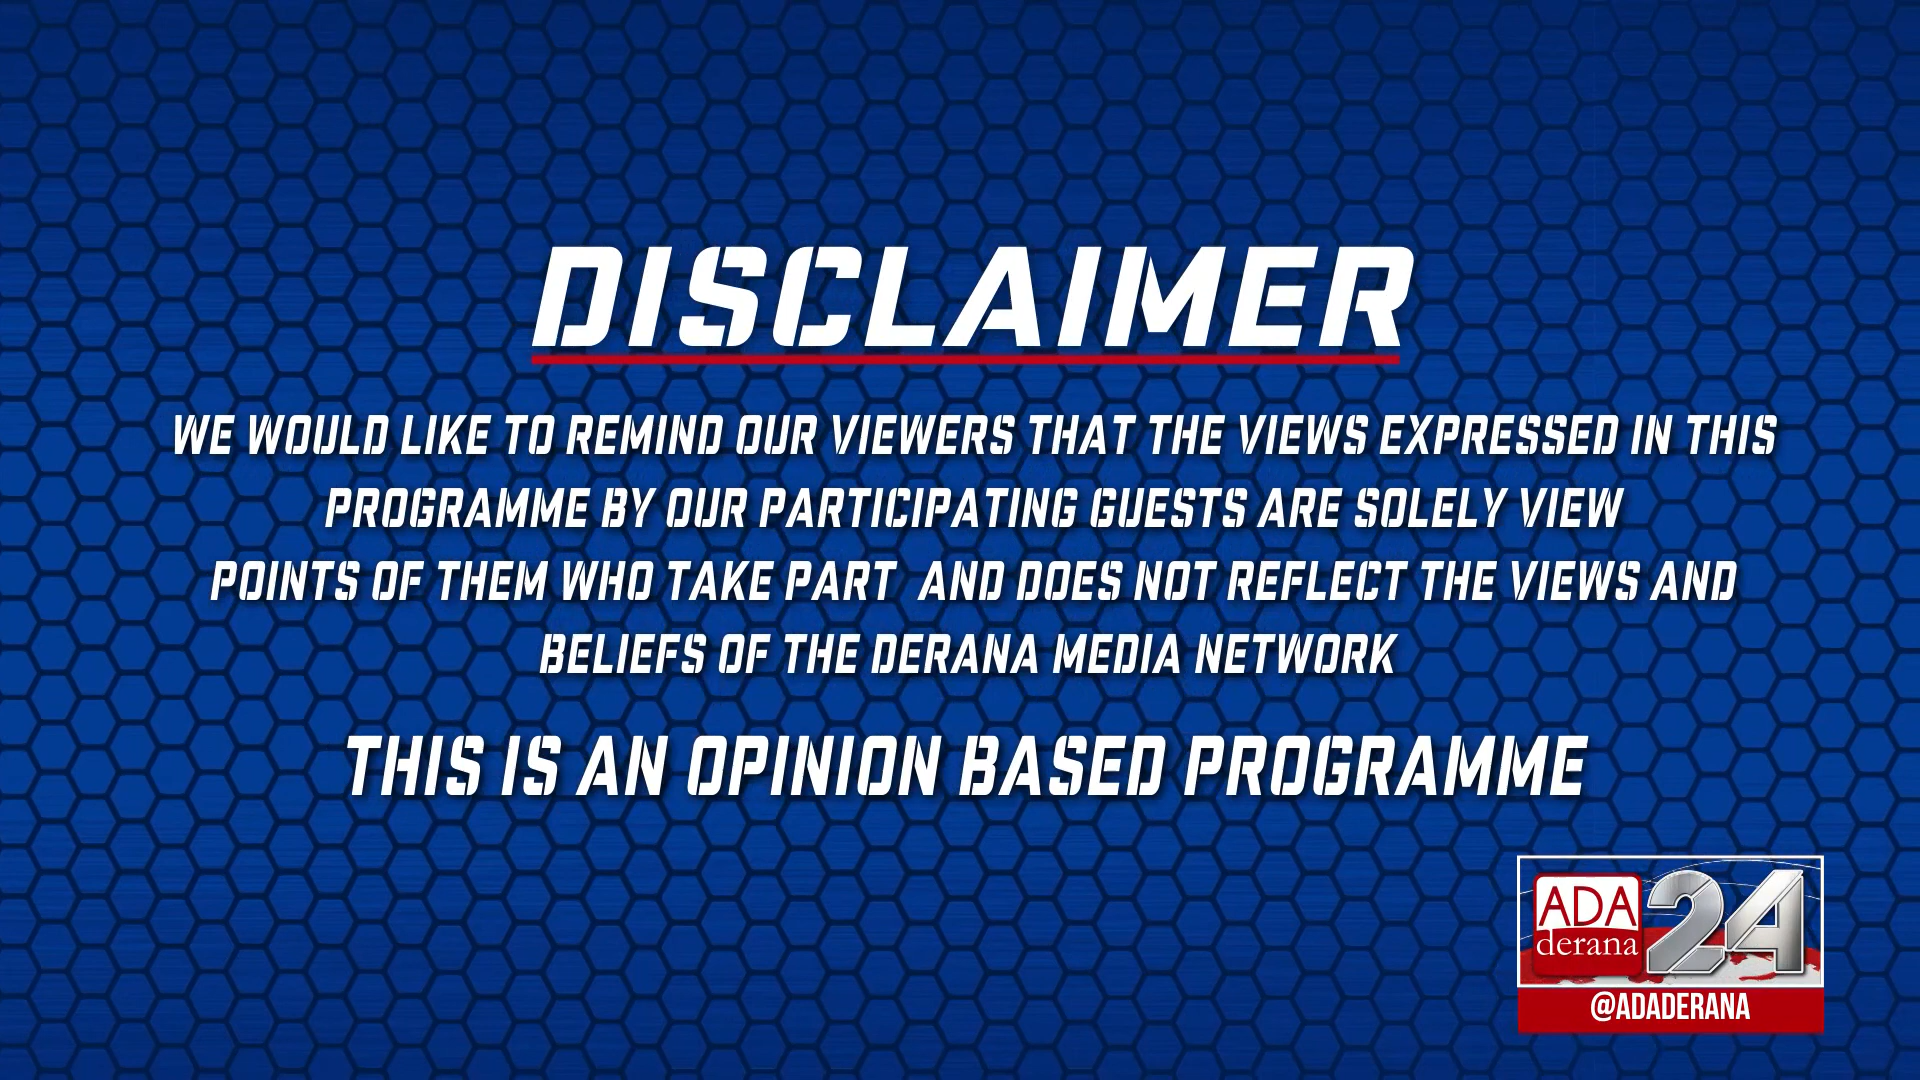 DISCLAIMER
WE WOULD LIKE TO REMIND OUR VIEWERS THAT THE VIEWS EXPRESSED IN THIS
PROGRAMME BY OUR PARTICIPATING GUESTS ARE SOLELY VIEW
POINTS OF THEM WHO TAKE PART  AND DOES NOT REFLECT THE VIEWS AND
BELIEFS OF THE DERANA MEDIA NETWORK
THIS IS AN OPINION BASED PROGRAMME
ADA
derana
24
@ADADERANA